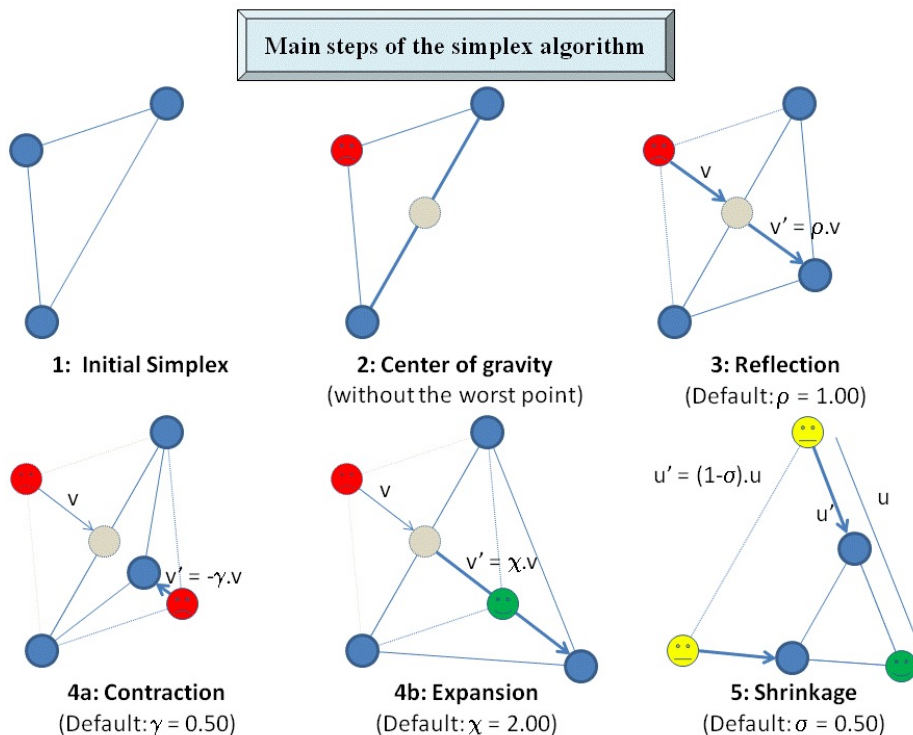 Main steps of the simplex algorithm
1: Initial Simplex
2: Center of gravity
(without the worst point)
v
v' = ρ.v
3: Reflection
(Default: ρ = 1.00)
v
v' = -γ.v
4a: Contraction
(Default: γ = 0.50)
v
v' = χ.v
4b: Expansion
(Default: χ = 2.00)
u' = (1-σ).u
u
u'
5: Shrinkage
(Default: σ = 0.50)